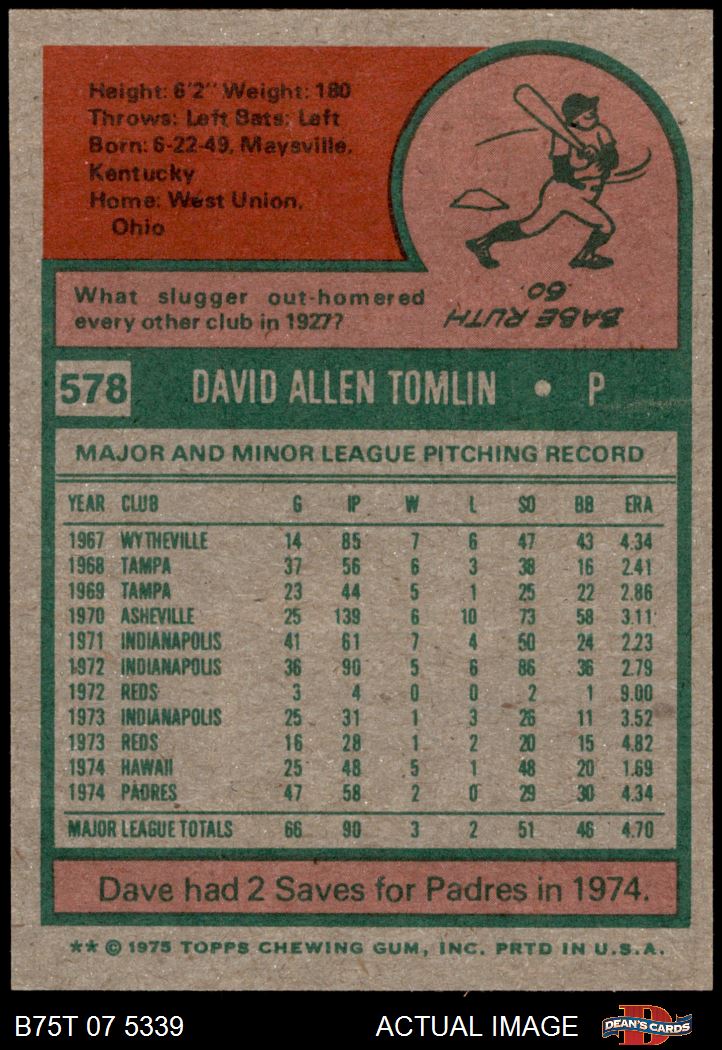 Height: 6'2" Weight: 180
Throws: Left Bats: Left
Born: 6-22-49, Maysville,
Kentucky
Home: West Union,
Ohio
What slugger out-homered
every other club in 1927?
BABE RUTH
60.
578 DAVID ALLEN TOMLIN • P
MAJOR AND MINOR LEAGUE PITCHING RECORD
YEAR CLUB G IP W L SO BB ERA
1967 WYTHEVILLE 14 85 7 6 47 43 4.34
1968 TAMPA 37 56 6 3 38 16 2.41
1969 TAMPA 23 44 5 1 25 22 2.86
1970 ASHEVILLE 25 139 6 10 73 58 3.11
1971 INDIANAPOLIS 41 61 7 4 50 24 2.23
1972 INDIANAPOLIS 36 90 5 6 86 36 2.79
1972 REDS 3 4 0 0 2 1 9.00
1973 INDIANAPOLIS 25 31 1 3 26 11 3.52
1973 REDS 16 28 1 2 20 15 4.82
1974 HAWAII 25 48 5 1 48 20 1.69
1974 PADRES 47 58 2 0 29 30 4.34
MAJOR LEAGUE TOTALS 66 90 3 2 51 46 4.70
Dave had 2 Saves for Padres in 1974.
** © 1975 TOPPS CHEWING GUM, INC. PRTD IN U.S.A.
B75T 07 5339 ACTUAL IMAGE D DEAN'S CARDS